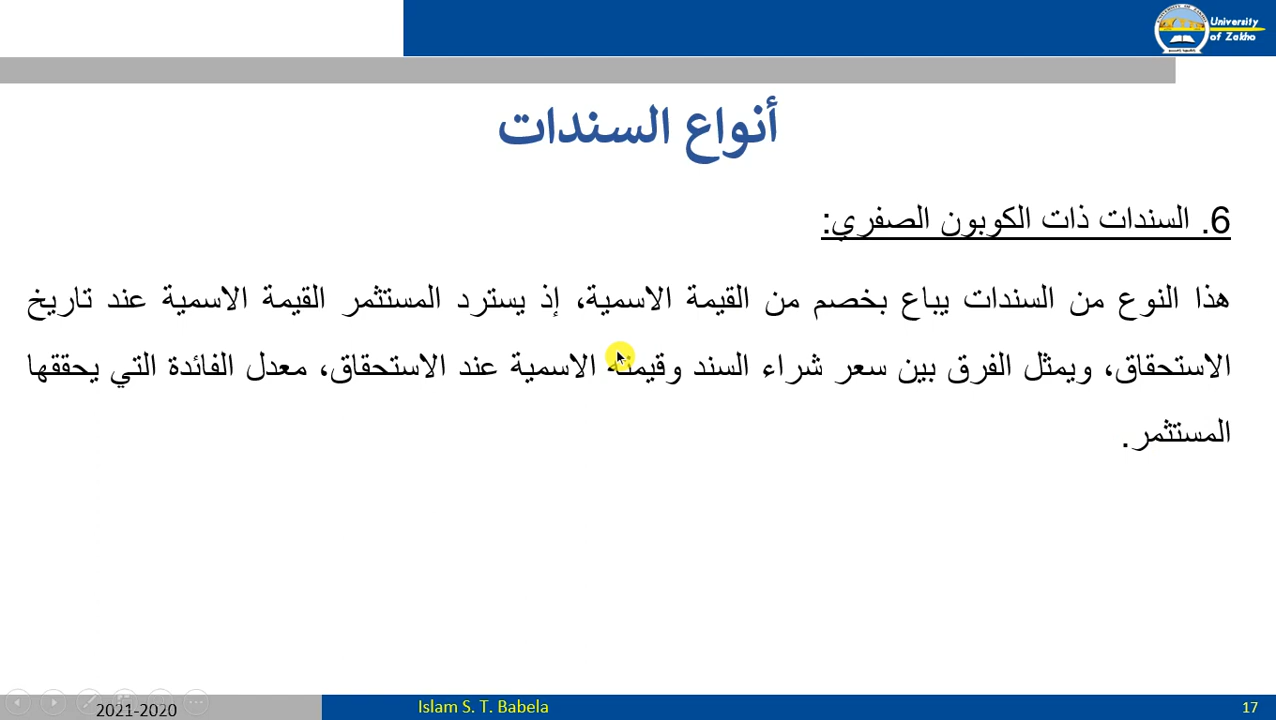 University
of Zakho
أنواع السندات
6. السندات ذات الكوبون الصفري:
هذا النوع من السندات يباع بخصم من القيمة الاسمية، إذ يسترد المستثمر القيمة الاسمية عند تاريخ
الاستحقاق، ويمثل الفرق بين سعر شراء السند وقيمته الاسمية عند الاستحقاق، معدل الفائدة التي يحققها
المستثمر.
2021-2020
Islam S. T. Babela
17